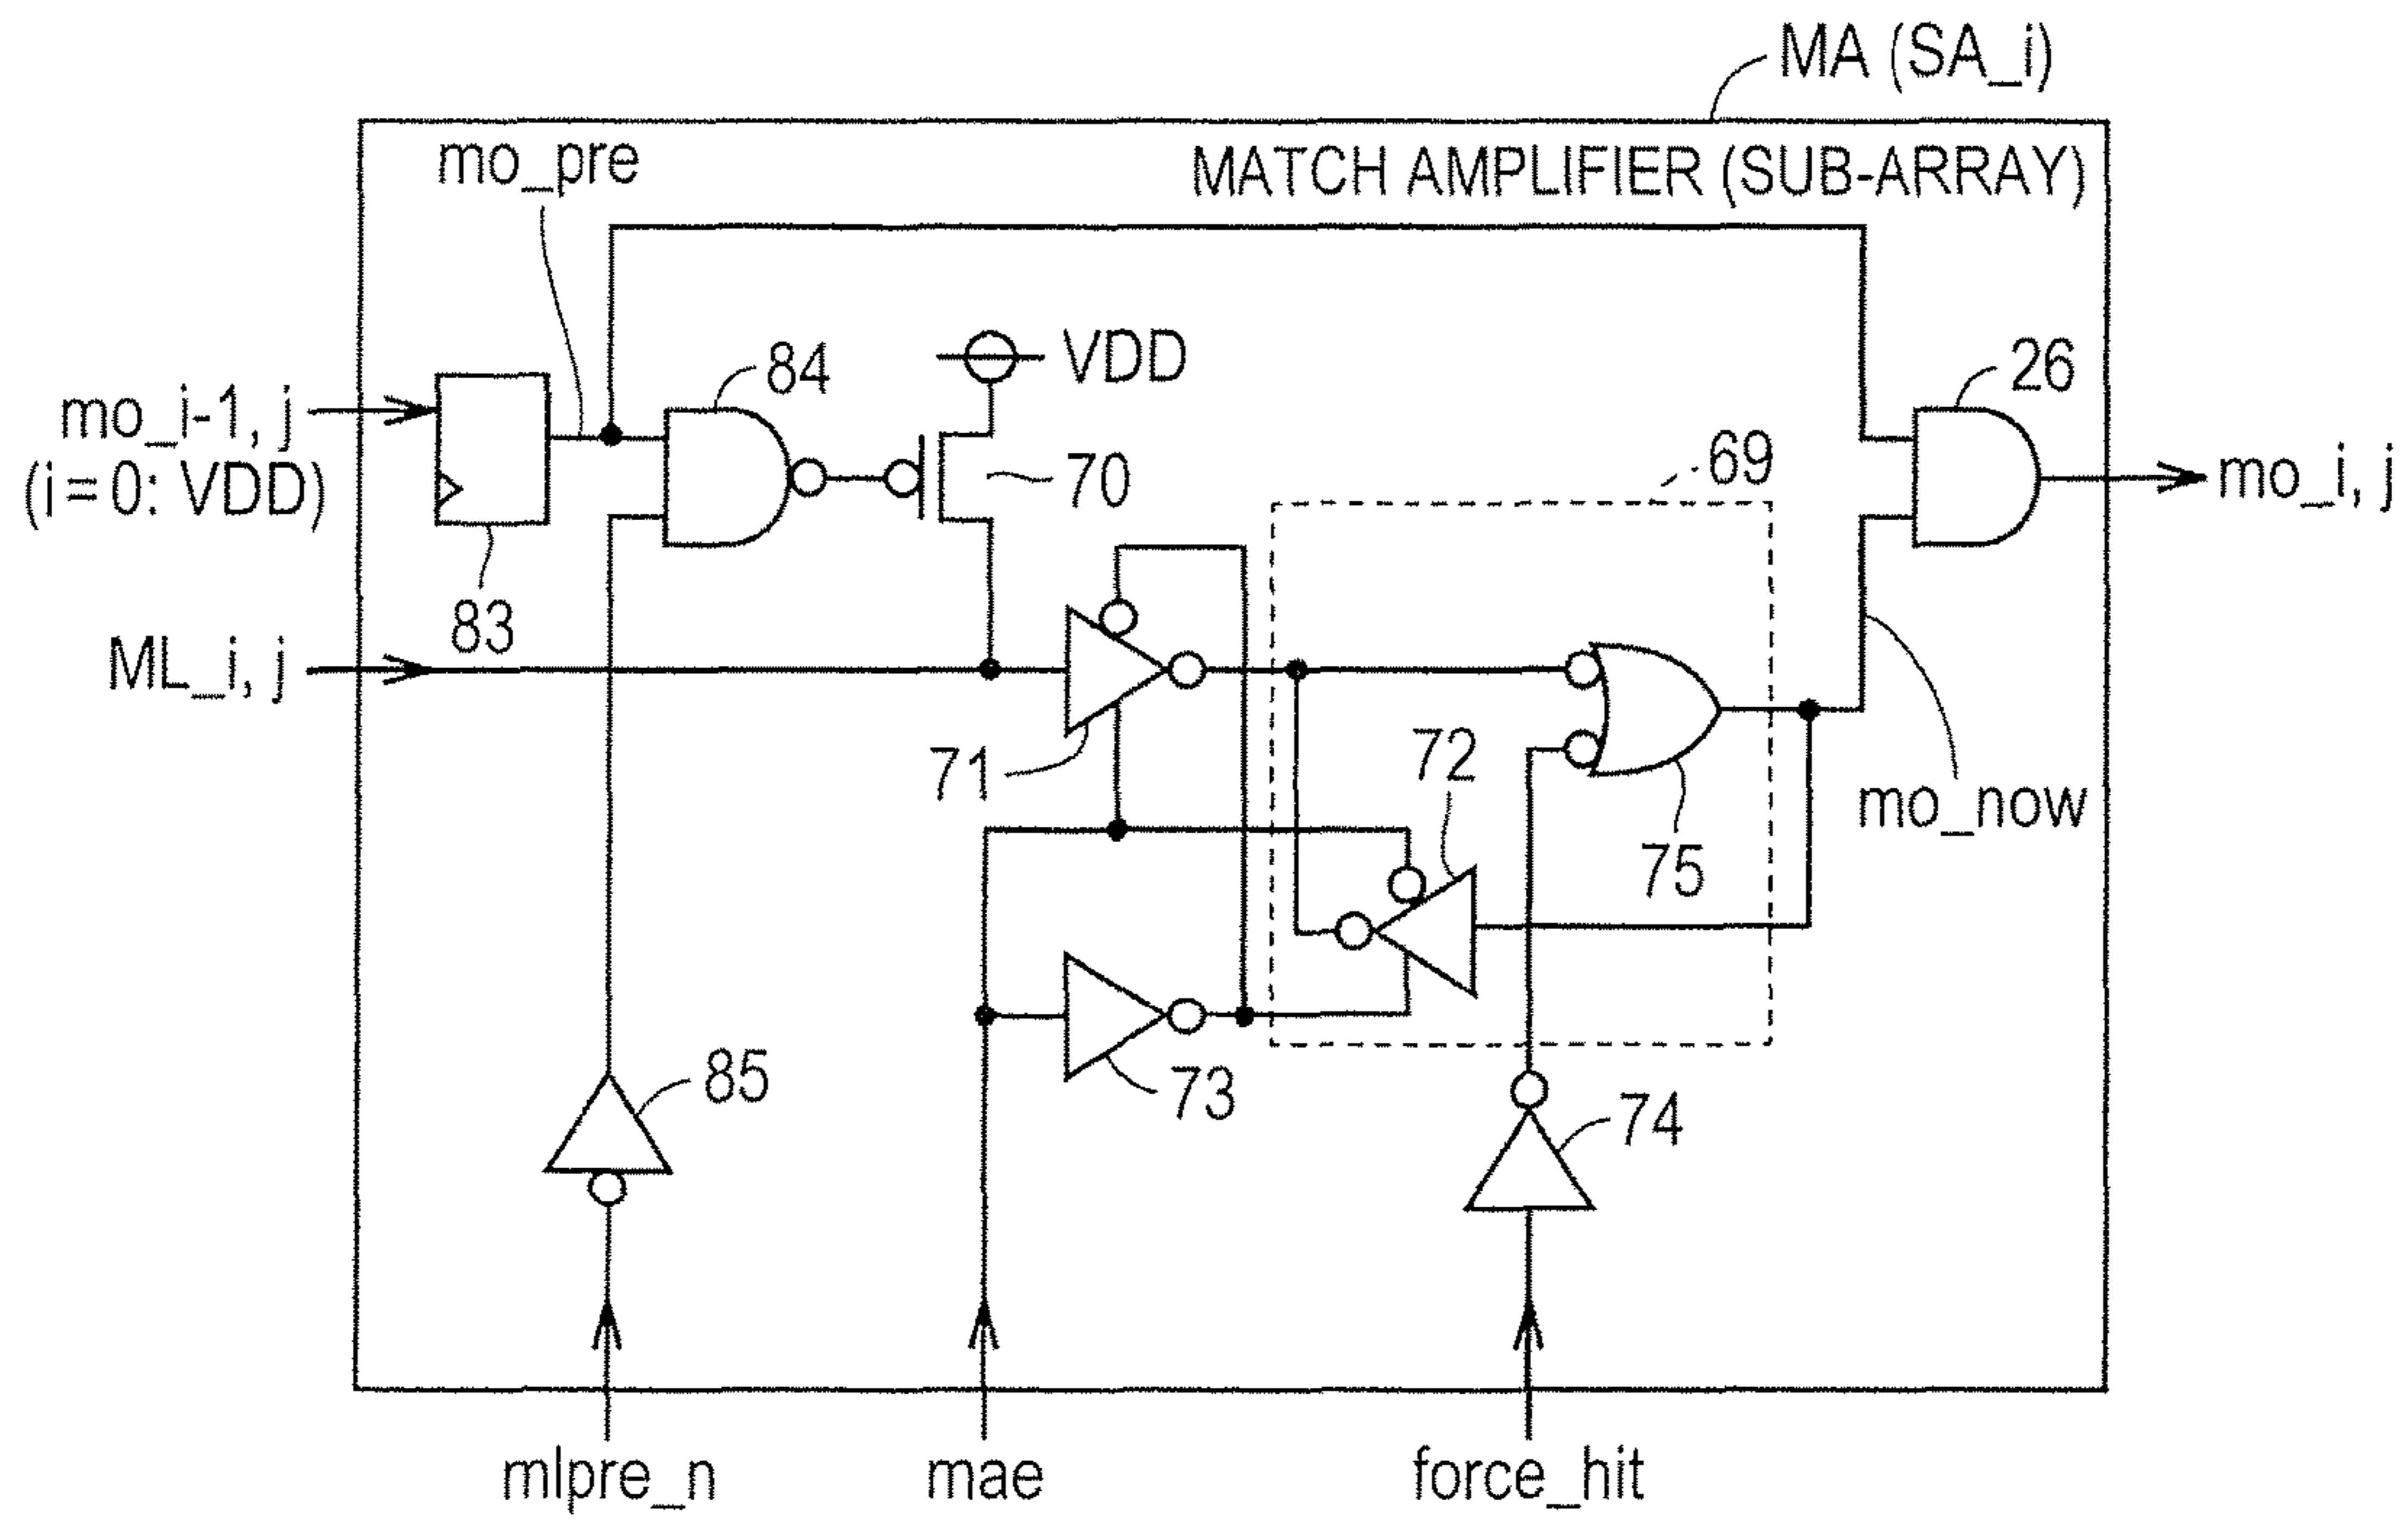 MA (SA_i)
mo_pre
MATCH AMPLIFIER (SUB-ARRAY)
84
VDD
26
mo_i-1, j
(i=0: VDD)
70
69
mo_i, j
83
ML_i, j
71
72
mo_now
75
85
73
74
mlpre_n
mae
force_hit